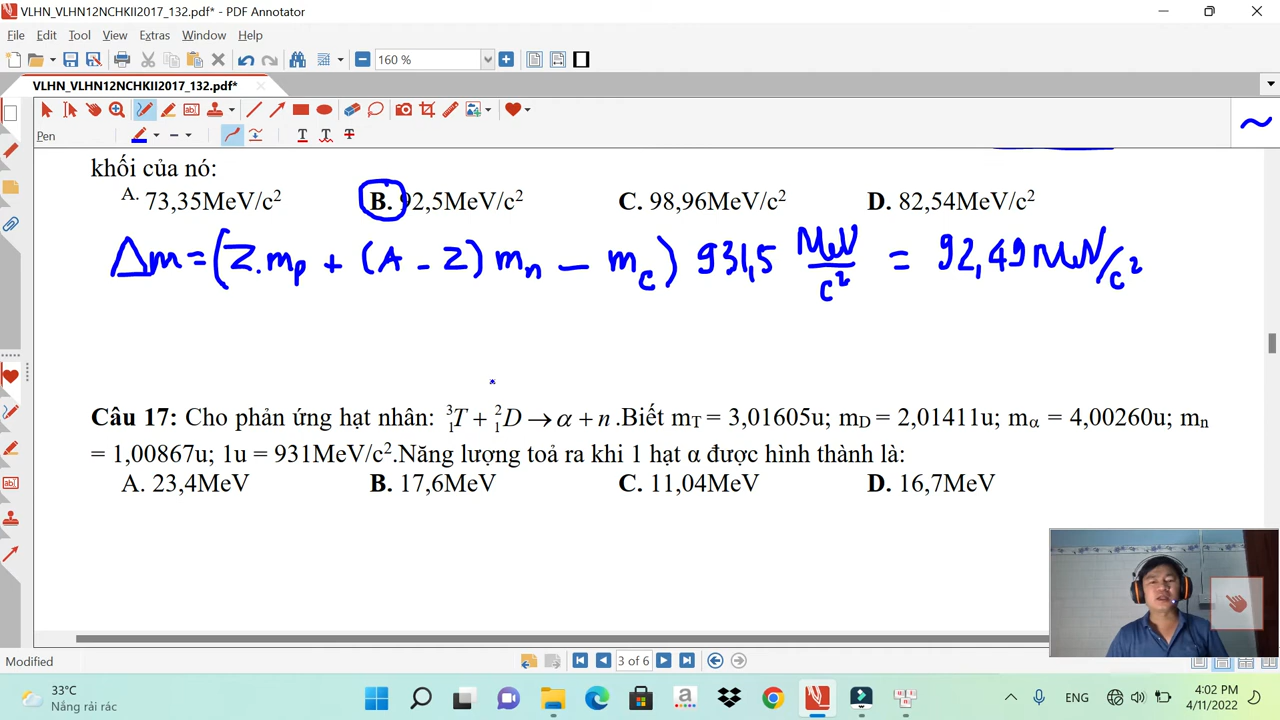 VLHN_VLHN12NCHKII2017_132.pdf* - PDF Annotator
File Edit Tool View Extras Window Help
160 %
VLHN_VLHN12NCHKII2017_132.pdf*
Pen
khối của nó:
A. 73,35MeV/c² B. 92,5MeV/c² C. 98,96MeV/c² D. 82,54MeV/c²
Δm = (Z.mp + (A - Z) mn - mc) 931,5 MeV/c² = 92,49 MeV/c²
Câu 17: Cho phản ứng hạt nhân: ³₁T + ²₁D → α + n .Biết mT = 3,01605u; mD = 2,01411u; mα = 4,00260u; mn
= 1,00867u; 1u = 931MeV/c².Năng lượng toả ra khi 1 hạt α được hình thành là:
A. 23,4MeV B. 17,6MeV C. 11,04MeV D. 16,7MeV
Modified
3 of 6
33°C
Nắng rải rác
ENG
4:02 PM
4/11/2022